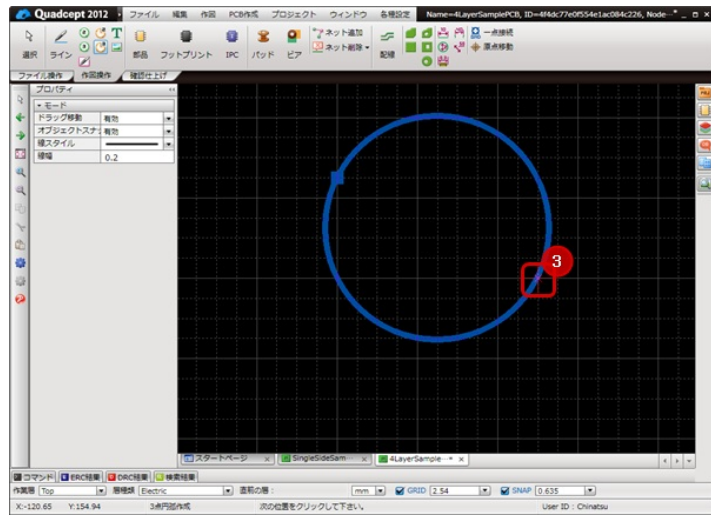 Quadcept 2012
ファイル 編集 作図 PCB作成 プロジェクト ウィンドウ 各種設定
Name=4LayerSamplePCB, ID=4f4dc77e0f554e1ac084c226, Node…*
選択 ライン T 部品 フットプリント IPC パッド ビア ネット追加 ネット削除 配線 一点接続 原点移動
ファイル操作 作図操作 確認仕上げ
プロパティ
モード
ドラッグ移動 有効
オブジェクトスナ: 有効
線スタイル
線幅 0.2
3
スタートページ x SingleSideSam… x 4LayerSample…* x
コマンド ERC結果 DRC結果 検索結果
作業層 Top 層種類 Electric 直前の層 : mm GRID 2.54 SNAP 0.635
X:-120.65 Y:154.94 3点円弧作成 次の位置をクリックして下さい。 User ID : Chinatsu